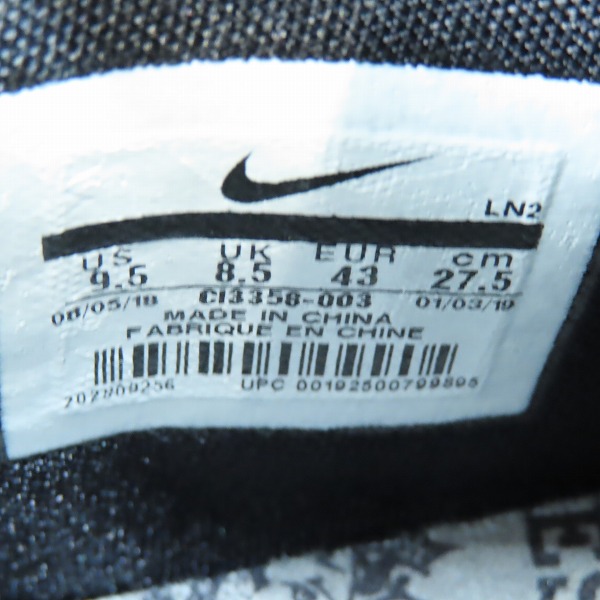 LN2
US UK EUR cm
9.5 8.5 43 27.5
08/05/18 CI3358-003 01/03/19
MADE IN CHINA
FABRIQUE EN CHINE
UPC 00192500799895